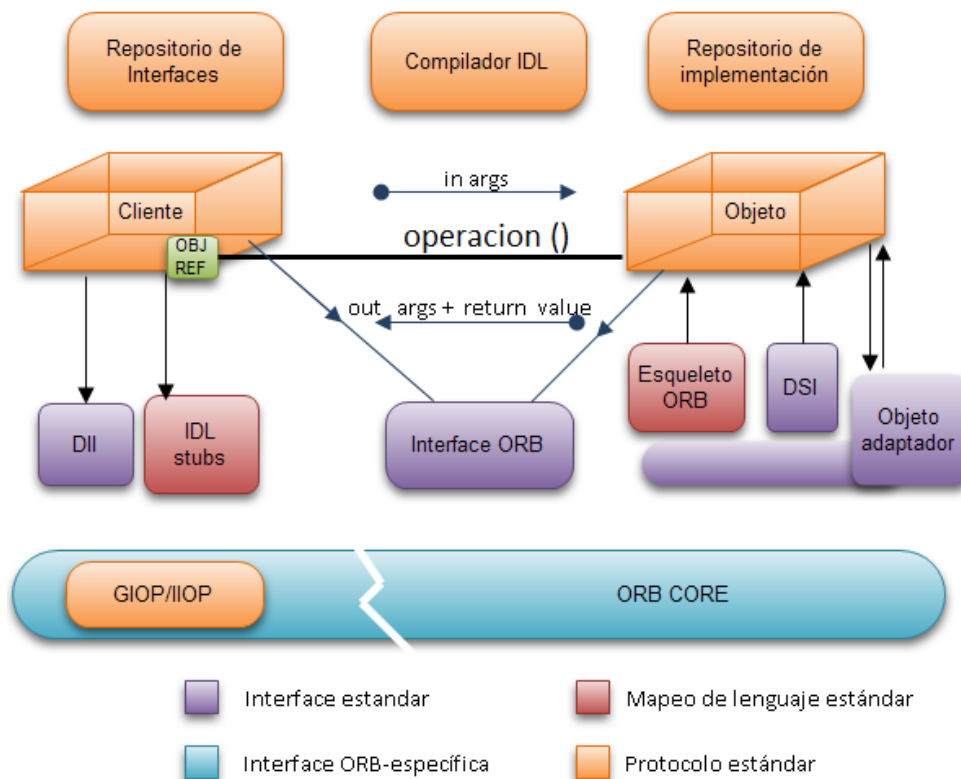 Repositorio de
Interfaces
Compilador IDL
Repositorio de
implementación
in args
Cliente
Objeto
operacion ()
OBJ
REF
out args + return value
Esqueleto
ORB
DSI
Objeto
adaptador
DII
IDL
stubs
Interface ORB
GIOP/IIOP
ORB CORE
Interface estandar
Mapeo de lenguaje estándar
Interface ORB-específica
Protocolo estándar